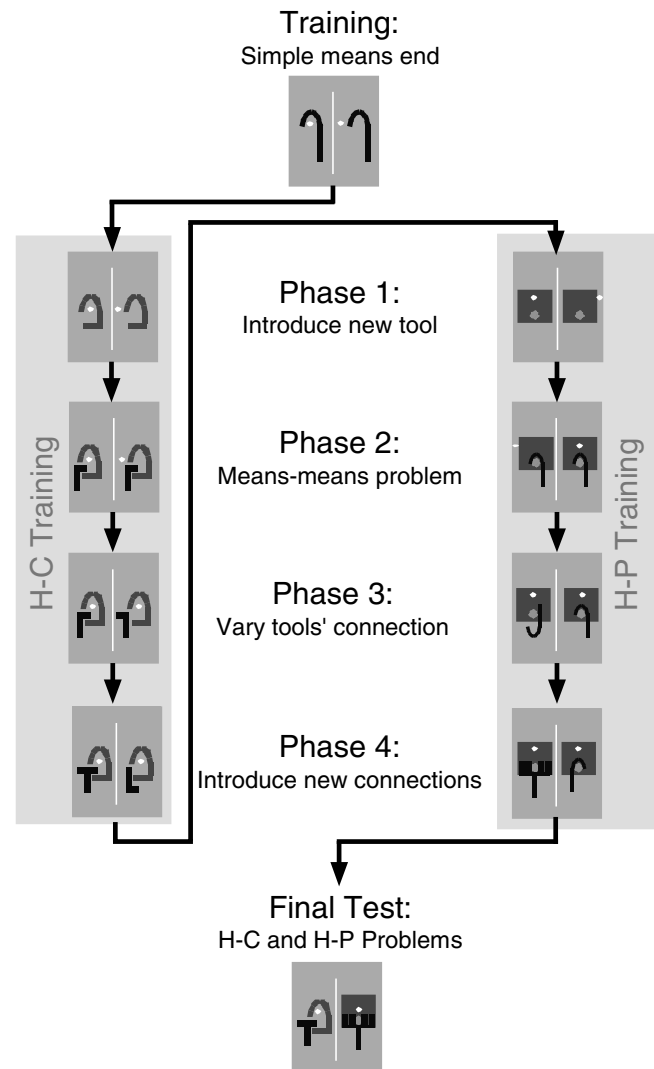 Training:
Simple means end
H-C Training
Phase 1:
Introduce new tool
Phase 2:
Means-means problem
Phase 3:
Vary tools' connection
Phase 4:
Introduce new connections
H-P Training
Final Test:
H-C and H-P Problems